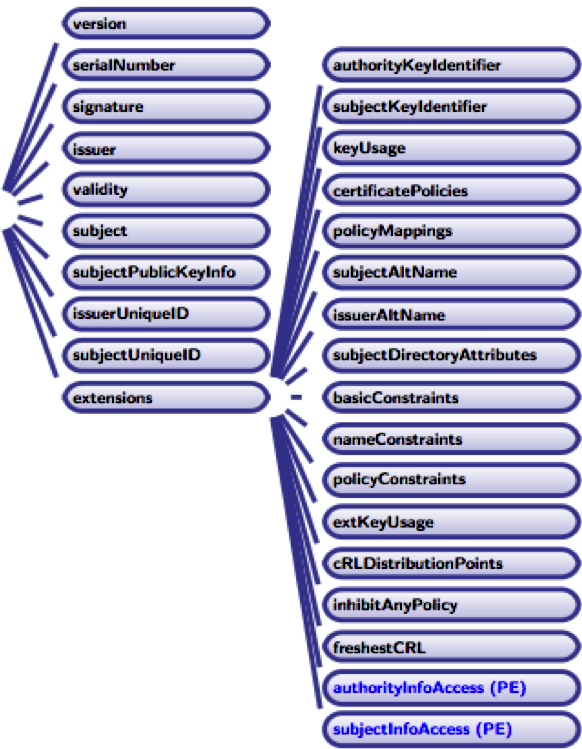 version
serialNumber
signature
issuer
validity
subject
subjectPublicKeyInfo
issuerUniqueID
subjectUniqueID
extensions
authorityKeyIdentifier
subjectKeyIdentifier
keyUsage
certificatePolicies
policyMappings
subjectAltName
issuerAltName
subjectDirectoryAttributes
basicConstraints
nameConstraints
policyConstraints
extKeyUsage
cRLDistributionPoints
inhibitAnyPolicy
freshestCRL
authorityInfoAccess (PE)
subjectInfoAccess (PE)